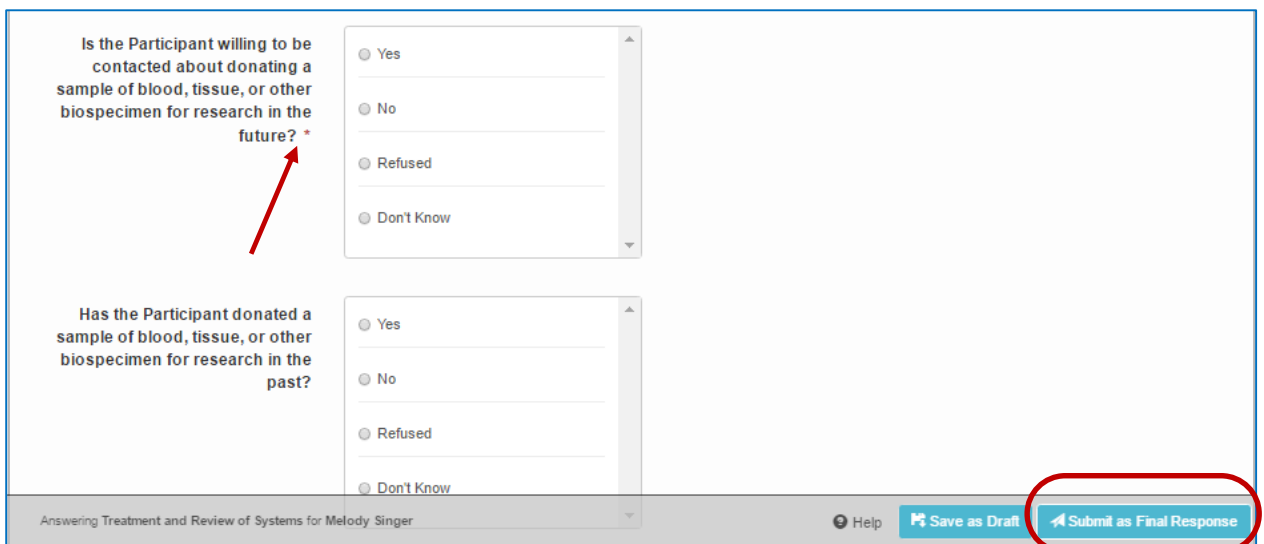 Is the Participant willing to be
contacted about donating a
sample of blood, tissue, or other
biospecimen for research in the
future? *
Yes
No
Refused
Don't Know
Has the Participant donated a
sample of blood, tissue, or other
biospecimen for research in the
past?
Yes
No
Refused
Don't Know
Answering Treatment and Review of Systems for Melody Singer
Help
Save as Draft
Submit as Final Response